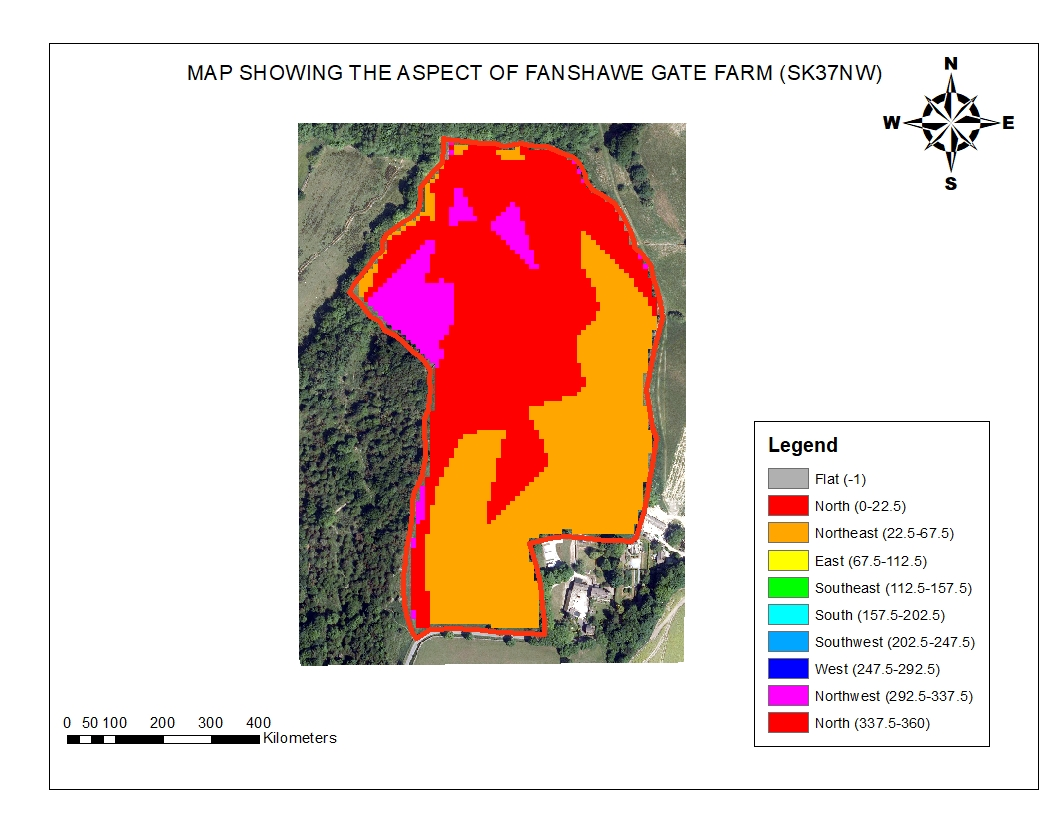 MAP SHOWING THE ASPECT OF FANSHAWE GATE FARM (SK37NW)
N
W E
S
Legend
Flat (-1)
North (0-22.5)
Northeast (22.5-67.5)
East (67.5-112.5)
Southeast (112.5-157.5)
South (157.5-202.5)
Southwest (202.5-247.5)
West (247.5-292.5)
Northwest (292.5-337.5)
North (337.5-360)
0 50 100 200 300 400
Kilometers